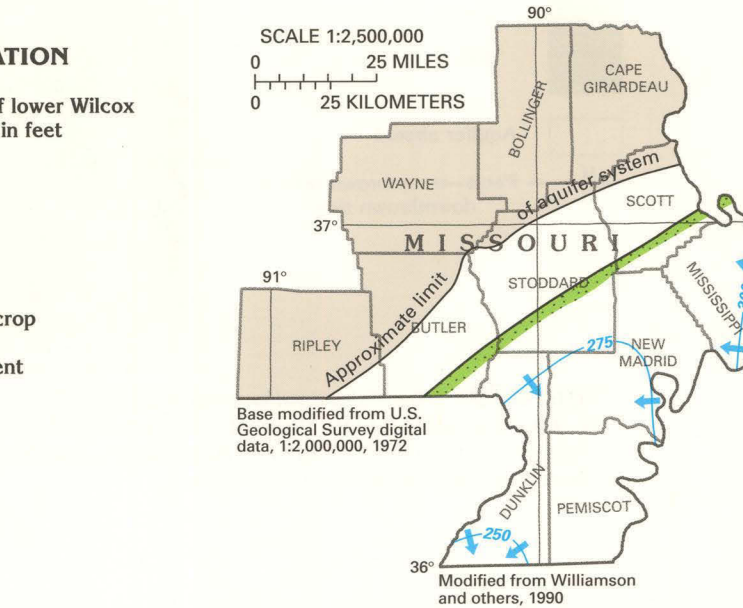 ATION
f lower Wilcox
in feet
crop
ent
SCALE 1:2,500,000
0 25 MILES
0 25 KILOMETERS
90°
CAPE
GIRARDEAU
BOLLINGER
WAYNE
of aquifer system
SCOTT
37°
MISSOURI
91°
STODDARD
MISSISSIPPI
Approximate limit
BUTLER
RIPLEY
275
NEW
MADRID
Base modified from U.S.
Geological Survey digital
data, 1:2,000,000, 1972
DUNKLIN
PEMISCOT
250
36°
Modified from Williamson
and others, 1990